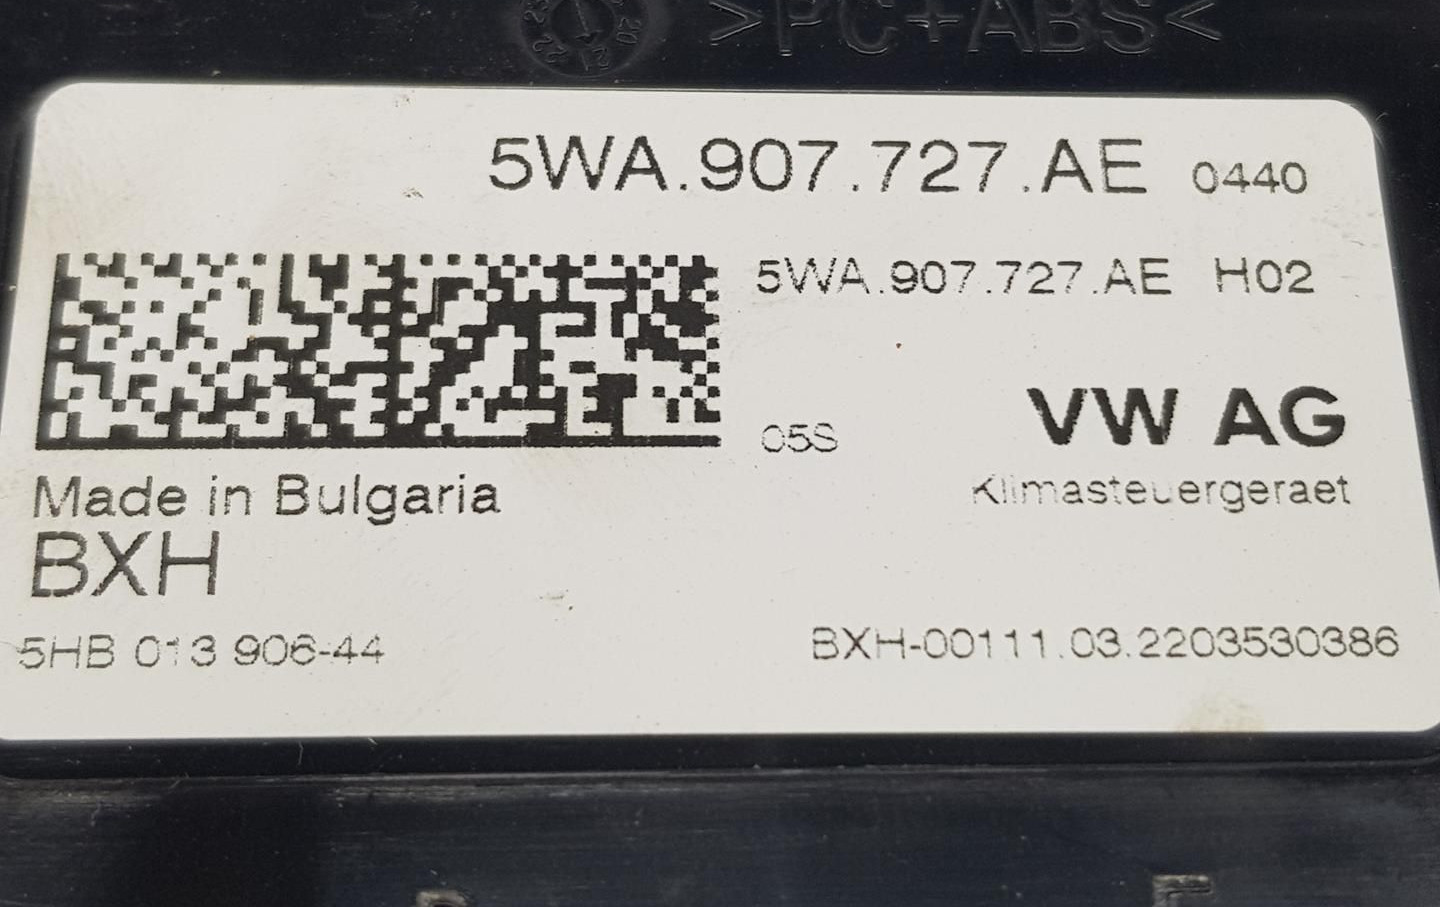 >PC+ABS<
5WA.907.727.AE 0440
5WA.907.727.AE H02
05S
VW AG
Klimasteuergeraet
Made in Bulgaria
BXH
5HB 013 906-44
BXH-00111.03.2203530386